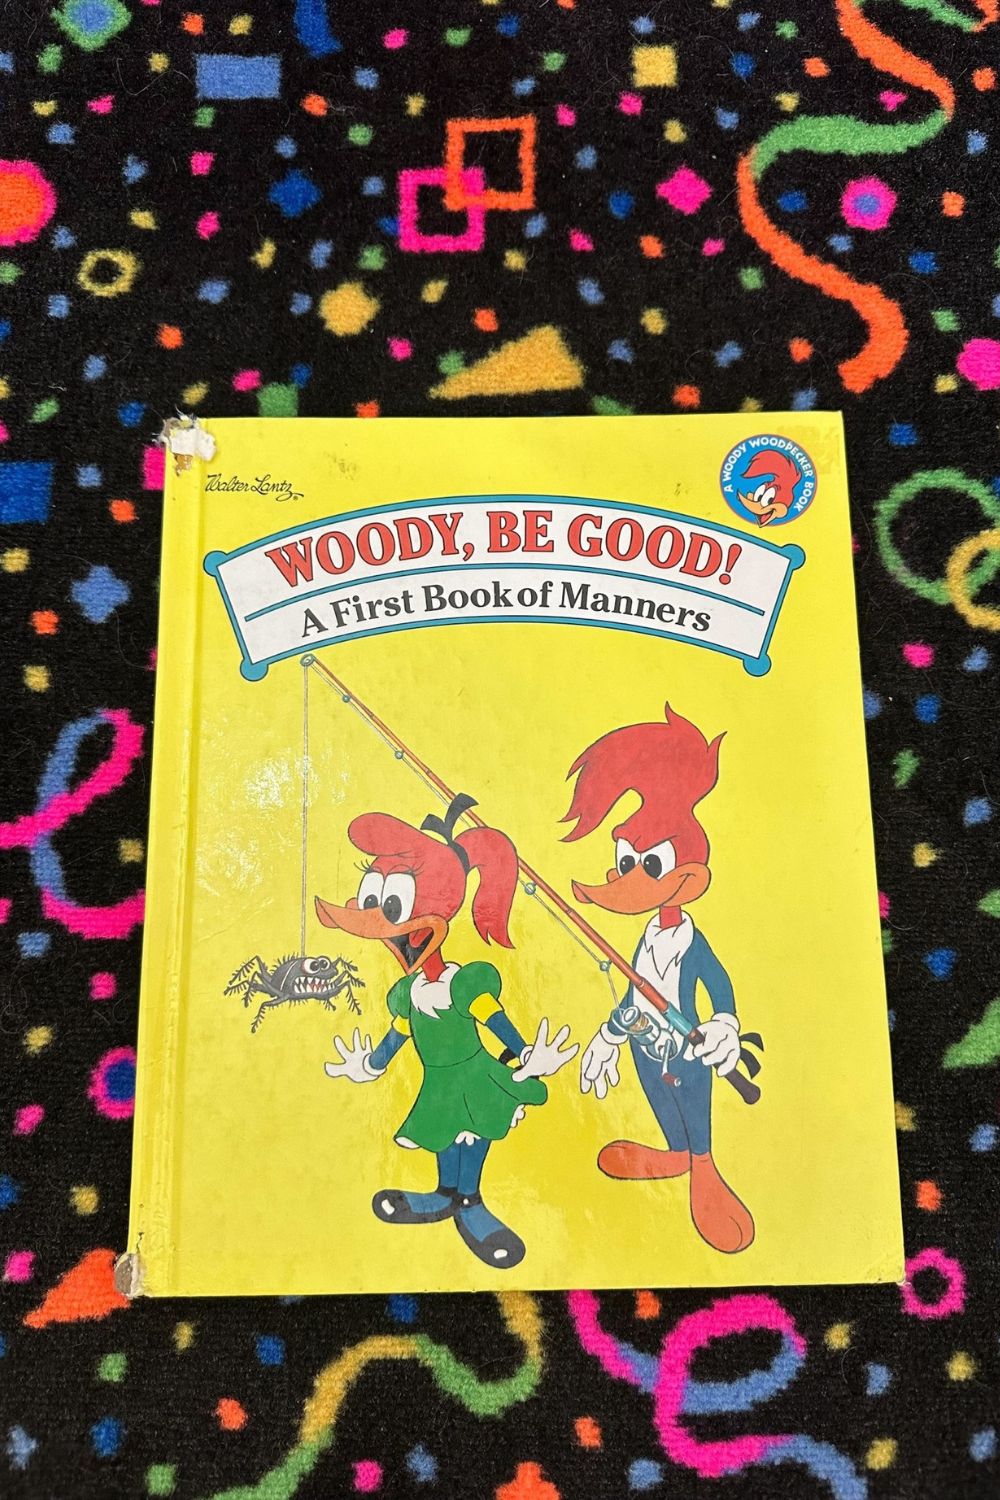 Walter Lantz
A WOODY WOODPECKER BOOK
WOODY, BE GOOD!
A First Book of Manners